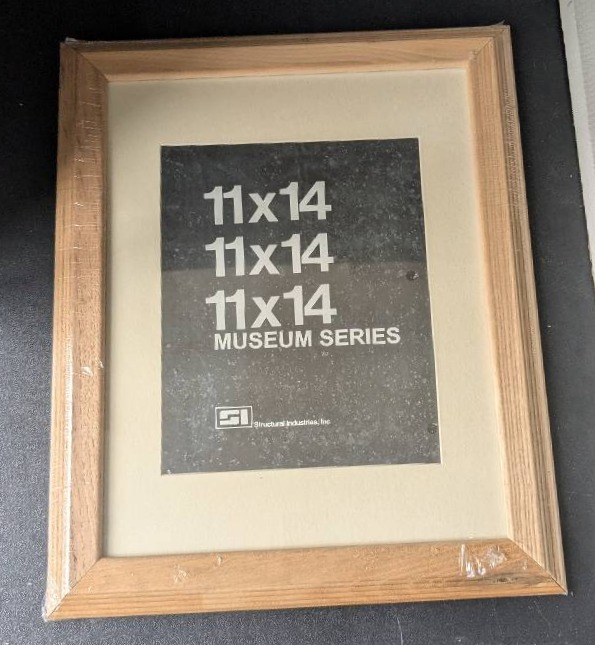 11x14
11x14
11x14
MUSEUM SERIES
SI Structural Industries, Inc